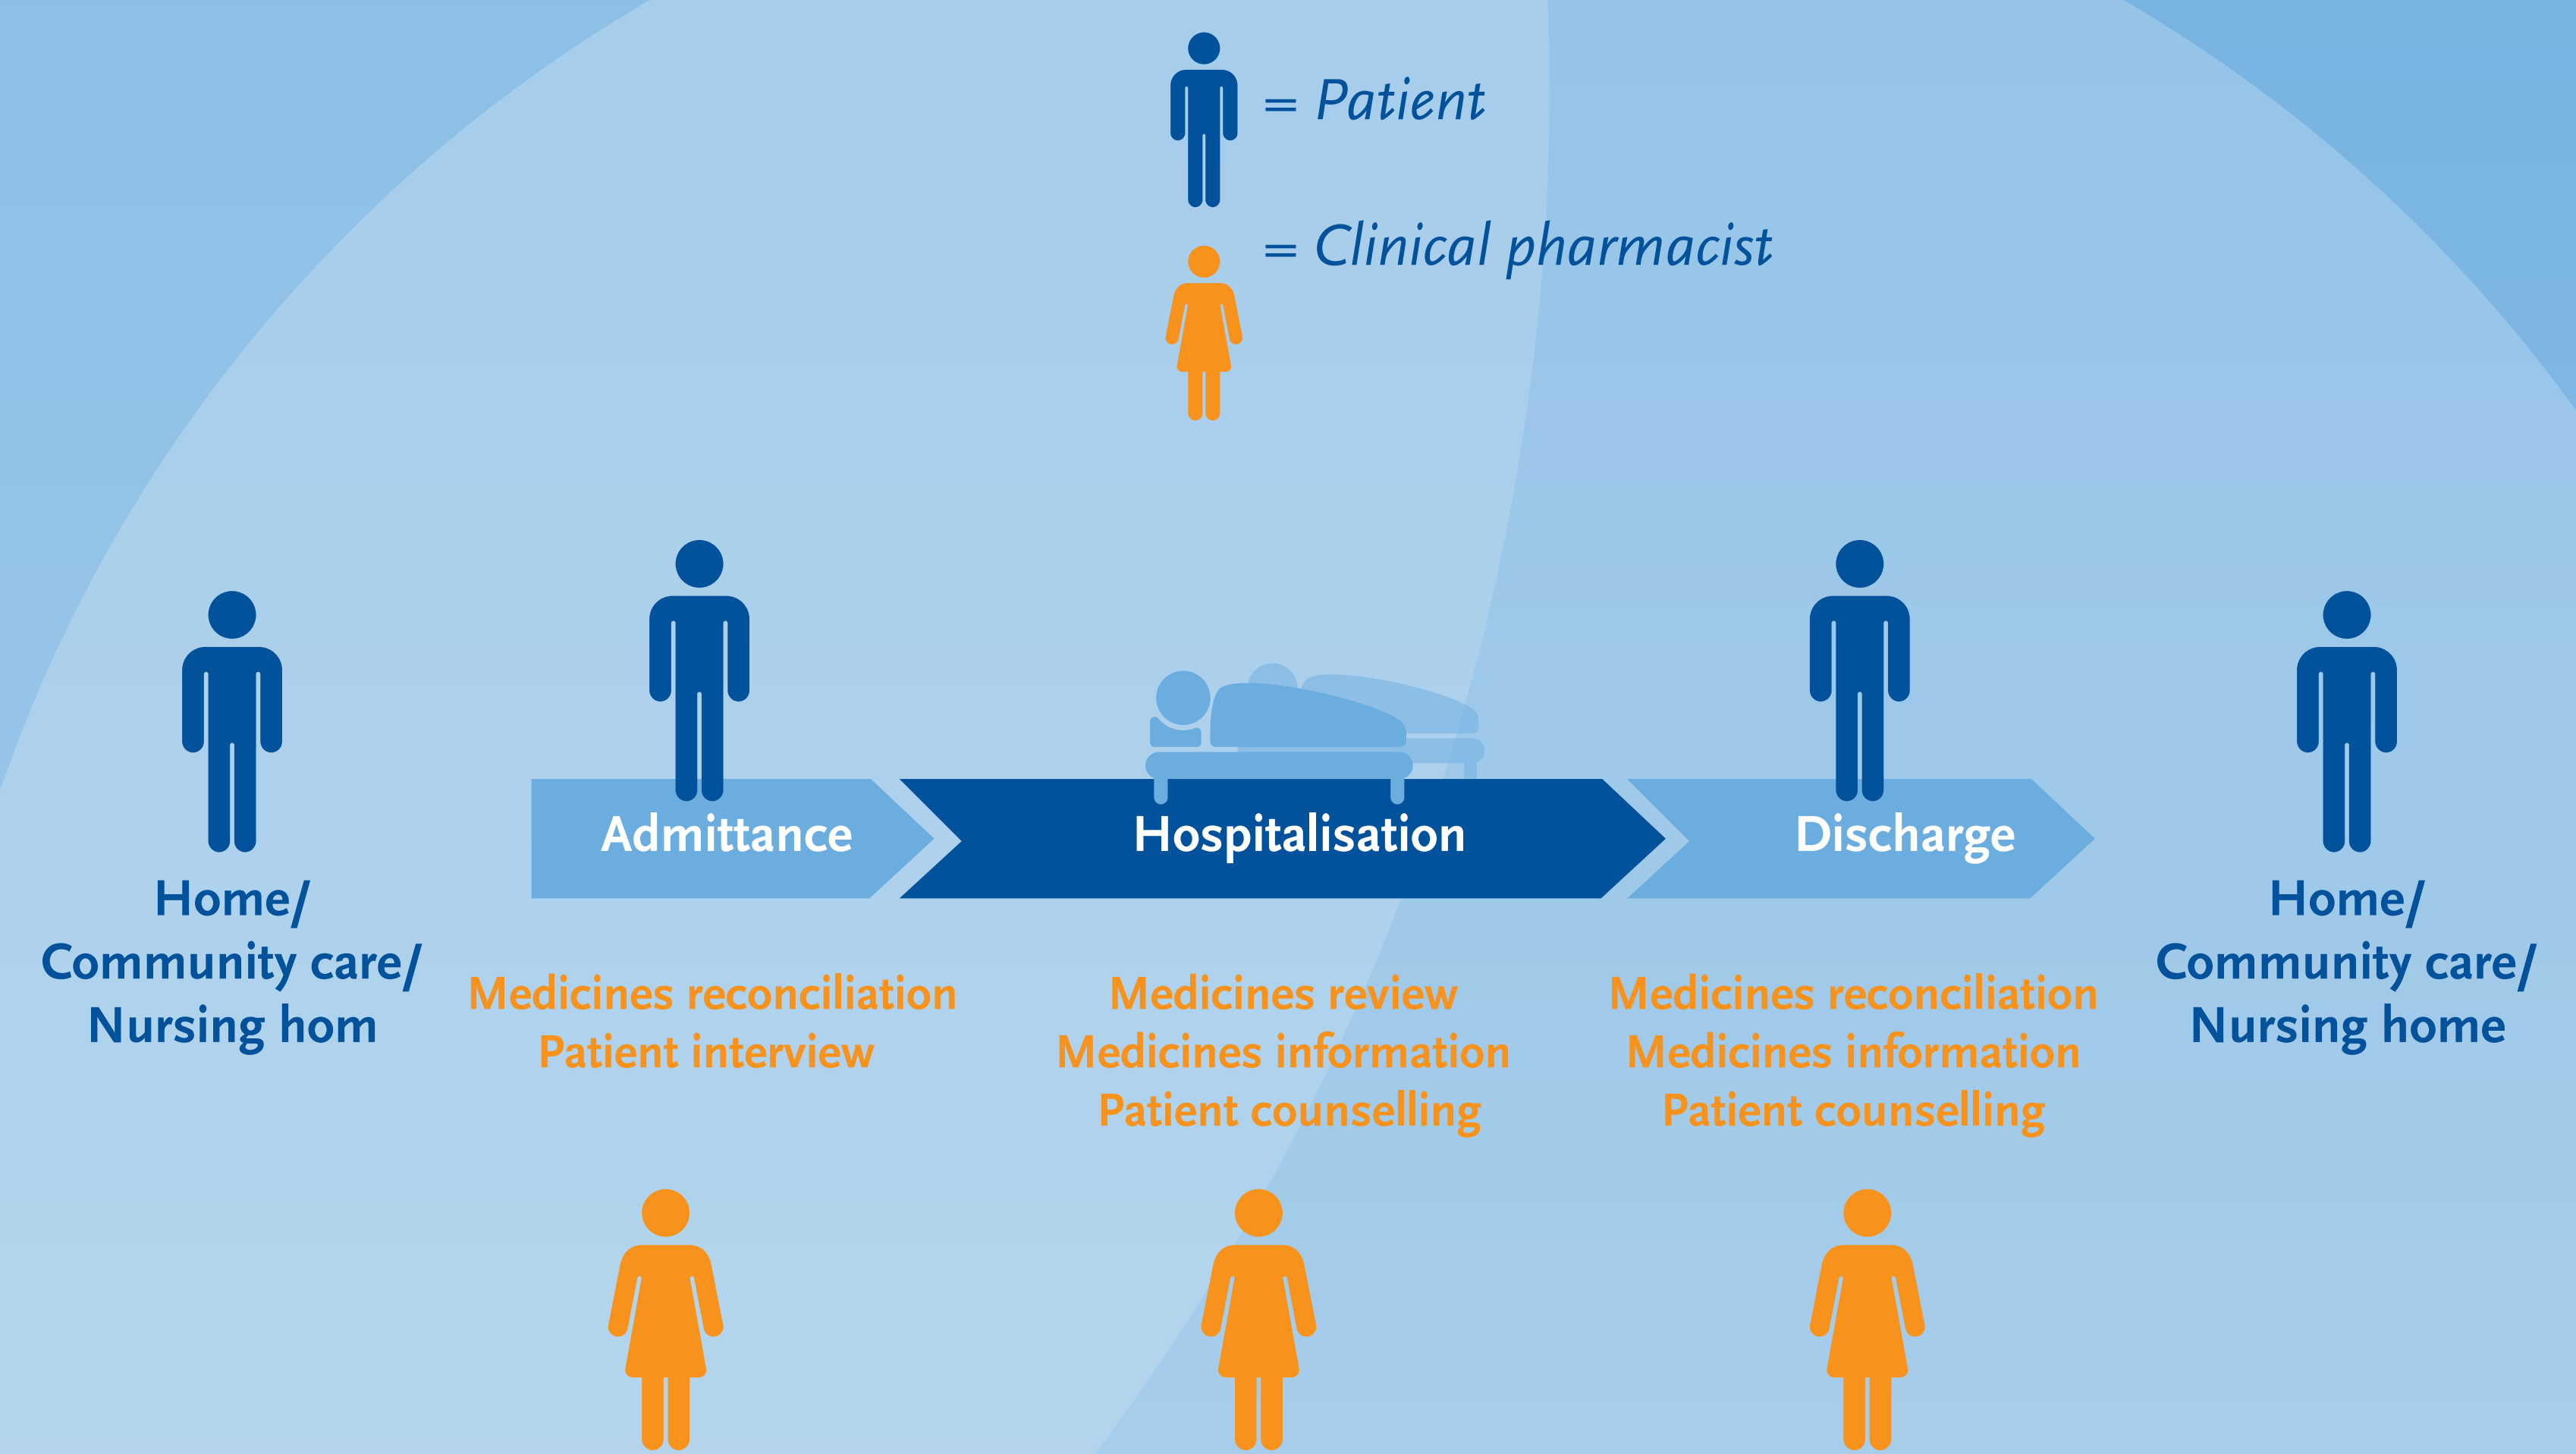 = Patient
= Clinical pharmacist
Admittance
Hospitalisation
Discharge
Home/
Community care/
Nursing hom
Medicines reconciliation
Patient interview
Medicines review
Medicines information
Patient counselling
Medicines reconciliation
Medicines information
Patient counselling
Home/
Community care/
Nursing home